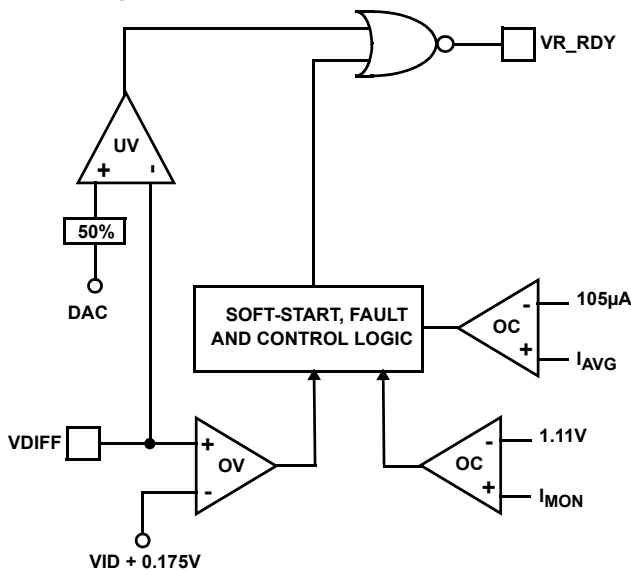 VR_RDY
UV
+ -
50%
DAC
SOFT-START, FAULT
AND CONTROL LOGIC
- 105µA
OC
+ IAVG
VDIFF
+
OV
-
- 1.11V
OC
+ IMON
VID + 0.175V